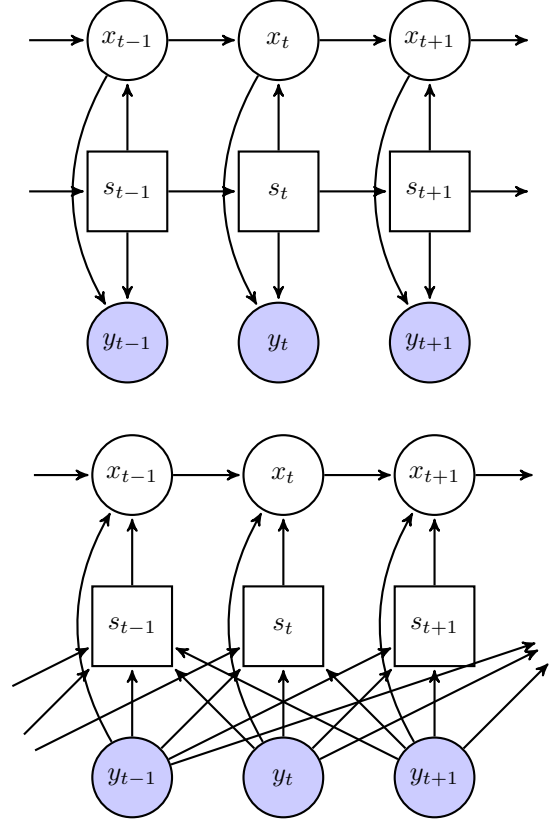 x_{t−1} x_t x_{t+1}
s_{t−1} s_t s_{t+1}
y_{t−1} y_t y_{t+1}
x_{t−1} x_t x_{t+1}
s_{t−1} s_t s_{t+1}
y_{t−1} y_t y_{t+1}